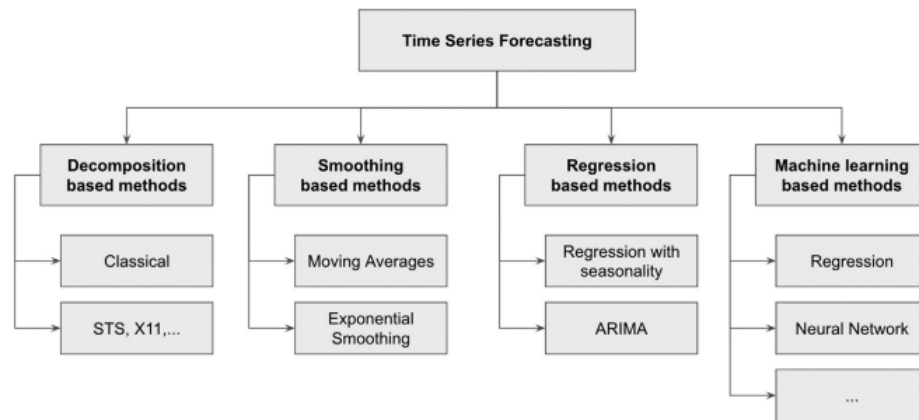 Time Series Forecasting
Decomposition
based methods
Smoothing
based methods
Regression
based methods
Machine learning
based methods
Classical
Moving Averages
Regression with
seasonality
Regression
STS, X11,...
Exponential
Smoothing
ARIMA
Neural Network
...